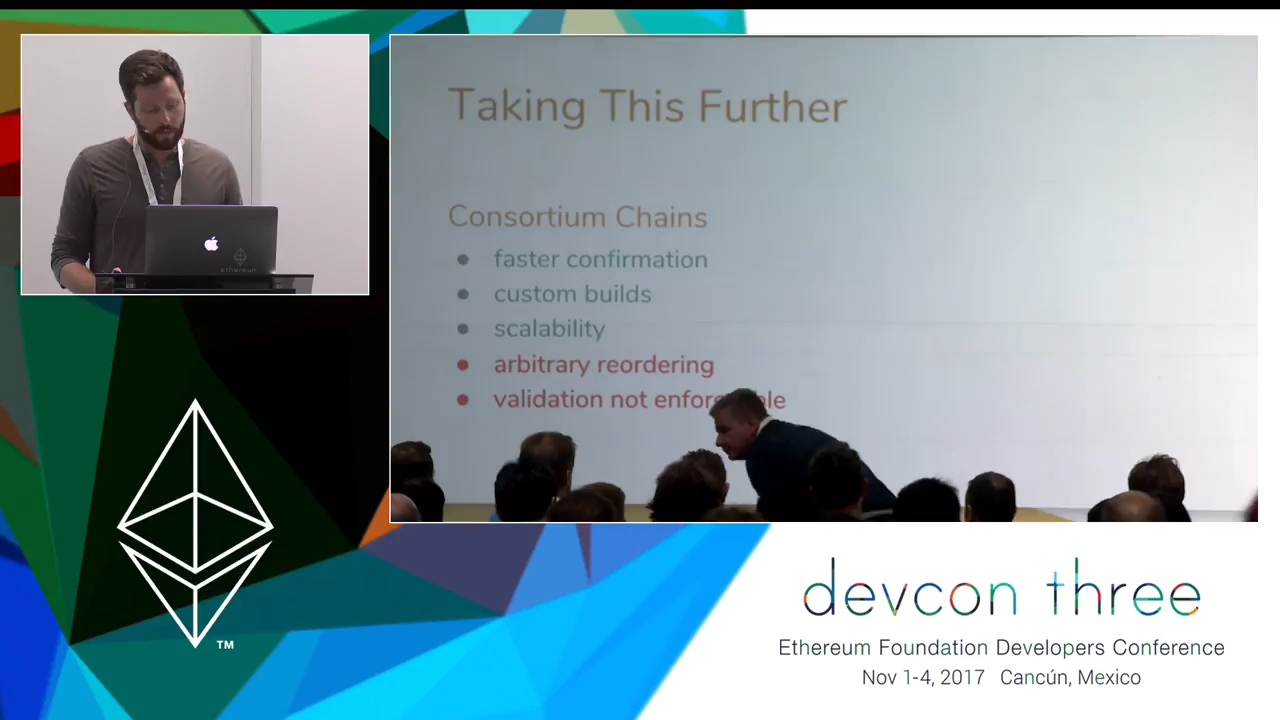 Taking This Further
Consortium Chains
faster confirmation
custom builds
scalability
arbitrary reordering
validation not
ethereum
TM
devcon three
Ethereum Foundation Developers Conference
Nov 1-4, 2017 Cancún, Mexico